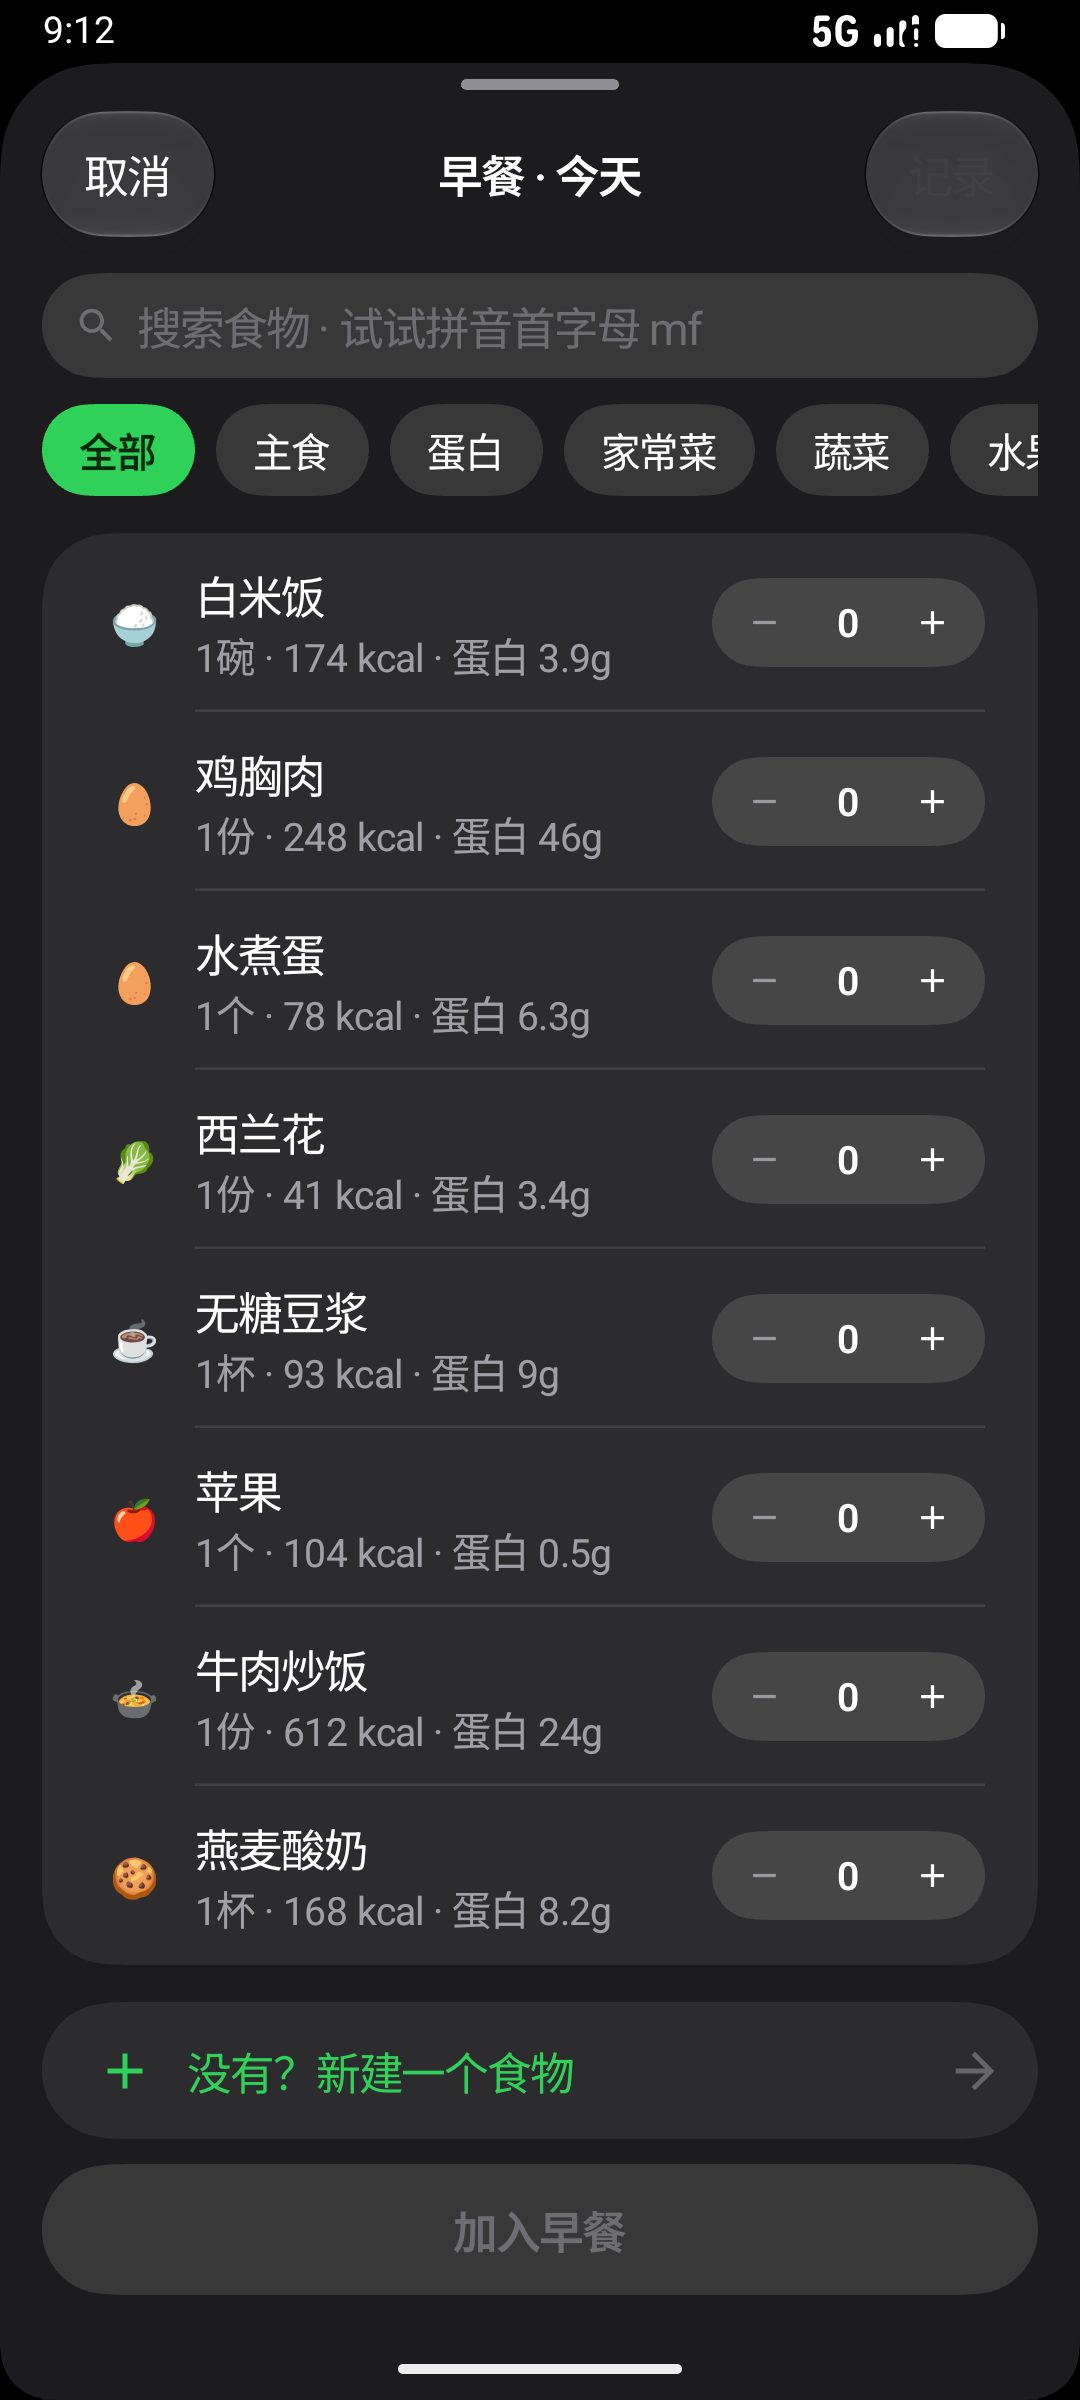 9:12
5G
取消
早餐 · 今天
记录
搜索食物 · 试试拼音首字母 mf
全部
主食
蛋白
家常菜
蔬菜
水果
白米饭
1碗 · 174 kcal · 蛋白 3.9g
− 0 +
鸡胸肉
1份 · 248 kcal · 蛋白 46g
− 0 +
水煮蛋
1个 · 78 kcal · 蛋白 6.3g
− 0 +
西兰花
1份 · 41 kcal · 蛋白 3.4g
− 0 +
无糖豆浆
1杯 · 93 kcal · 蛋白 9g
− 0 +
苹果
1个 · 104 kcal · 蛋白 0.5g
− 0 +
牛肉炒饭
1份 · 612 kcal · 蛋白 24g
− 0 +
燕麦酸奶
1杯 · 168 kcal · 蛋白 8.2g
− 0 +
没有？新建一个食物
加入早餐